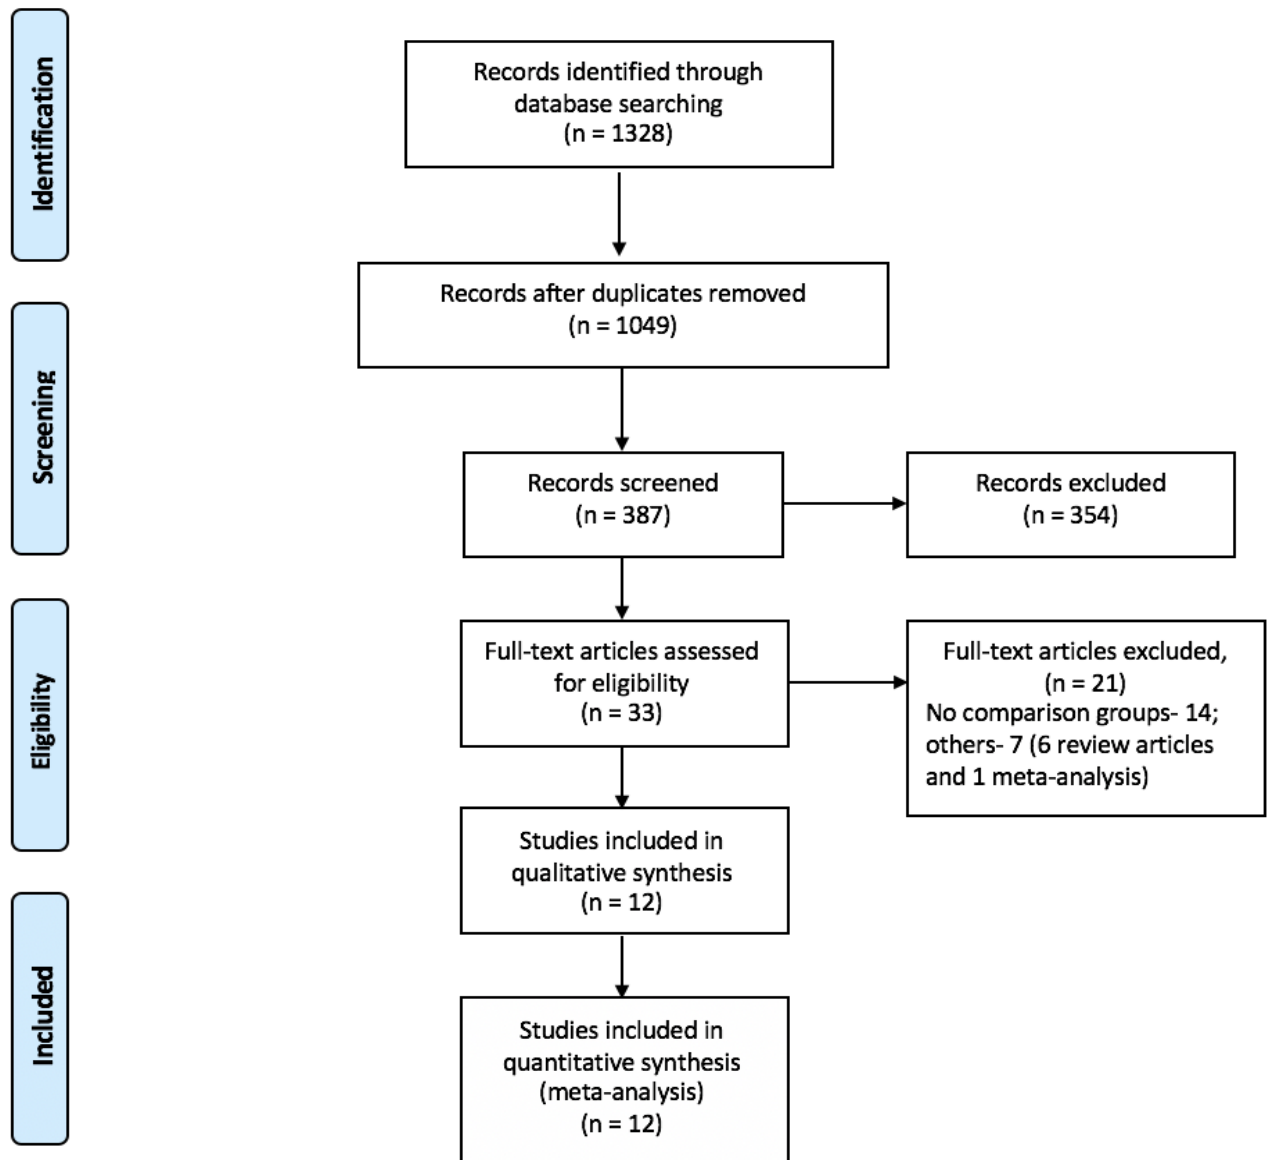 Identification
Records identified through
database searching
(n = 1328)
Records after duplicates removed
(n = 1049)
Screening
Records screened
(n = 387)
Records excluded
(n = 354)
Eligibility
Full-text articles assessed
for eligibility
(n = 33)
Full-text articles excluded,
(n = 21)
No comparison groups- 14;
others- 7 (6 review articles
and 1 meta-analysis)
Studies included in
qualitative synthesis
(n = 12)
Included
Studies included in
quantitative synthesis
(meta-analysis)
(n = 12)